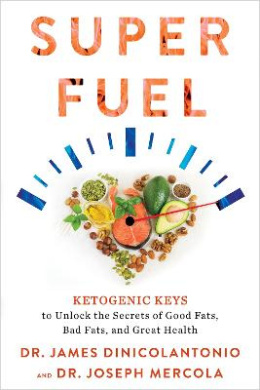 SUPER
FUEL
KETOGENIC KEYS
to Unlock the Secrets of Good Fats,
Bad Fats, and Great Health
DR. JAMES DINICOLANTONIO
AND DR. JOSEPH MERCOLA